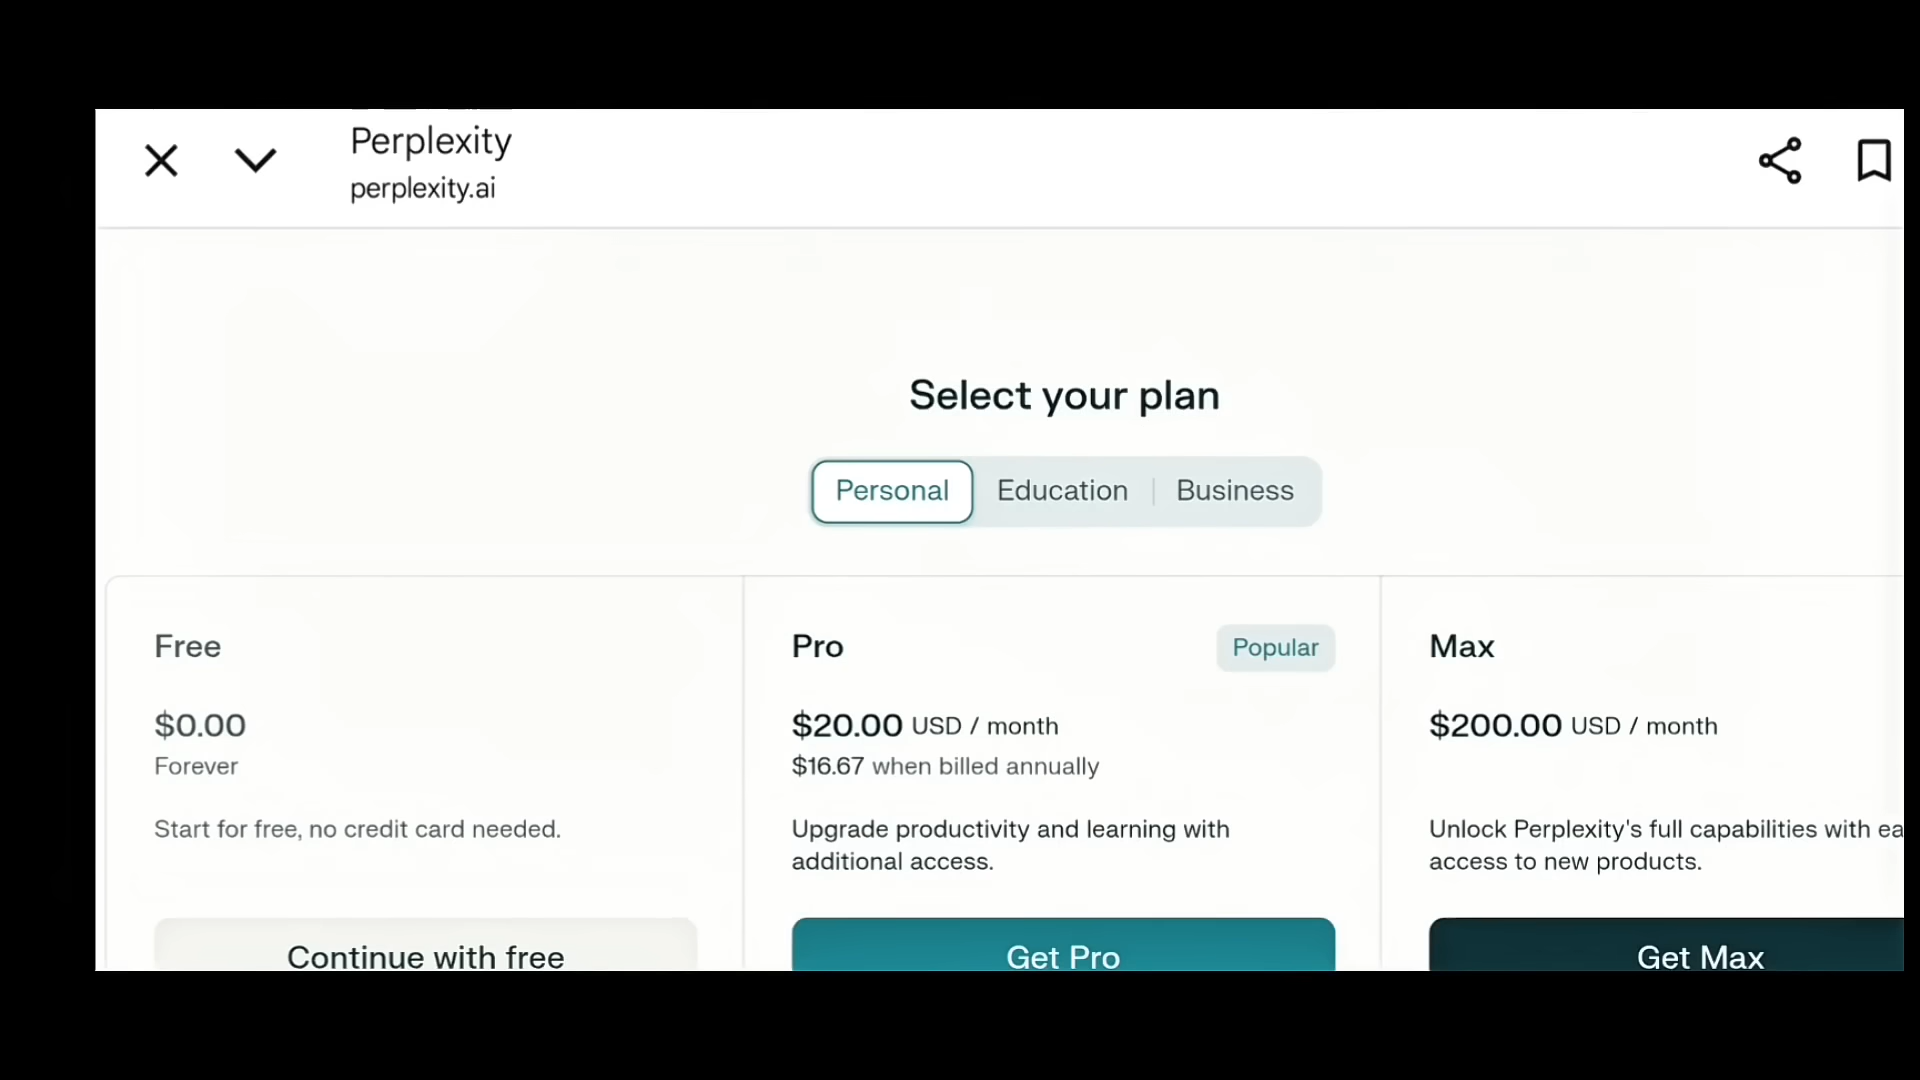 Perplexity
perplexity.ai
Select your plan
Personal
Education
Business
Free
$0.00
Forever
Start for free, no credit card needed.
Continue with free
Pro
Popular
$20.00 USD / month
$16.67 when billed annually
Upgrade productivity and learning with
additional access.
Get Pro
Max
$200.00 USD / month
Unlock Perplexity's full capabilities with
access to new products.
Get Max